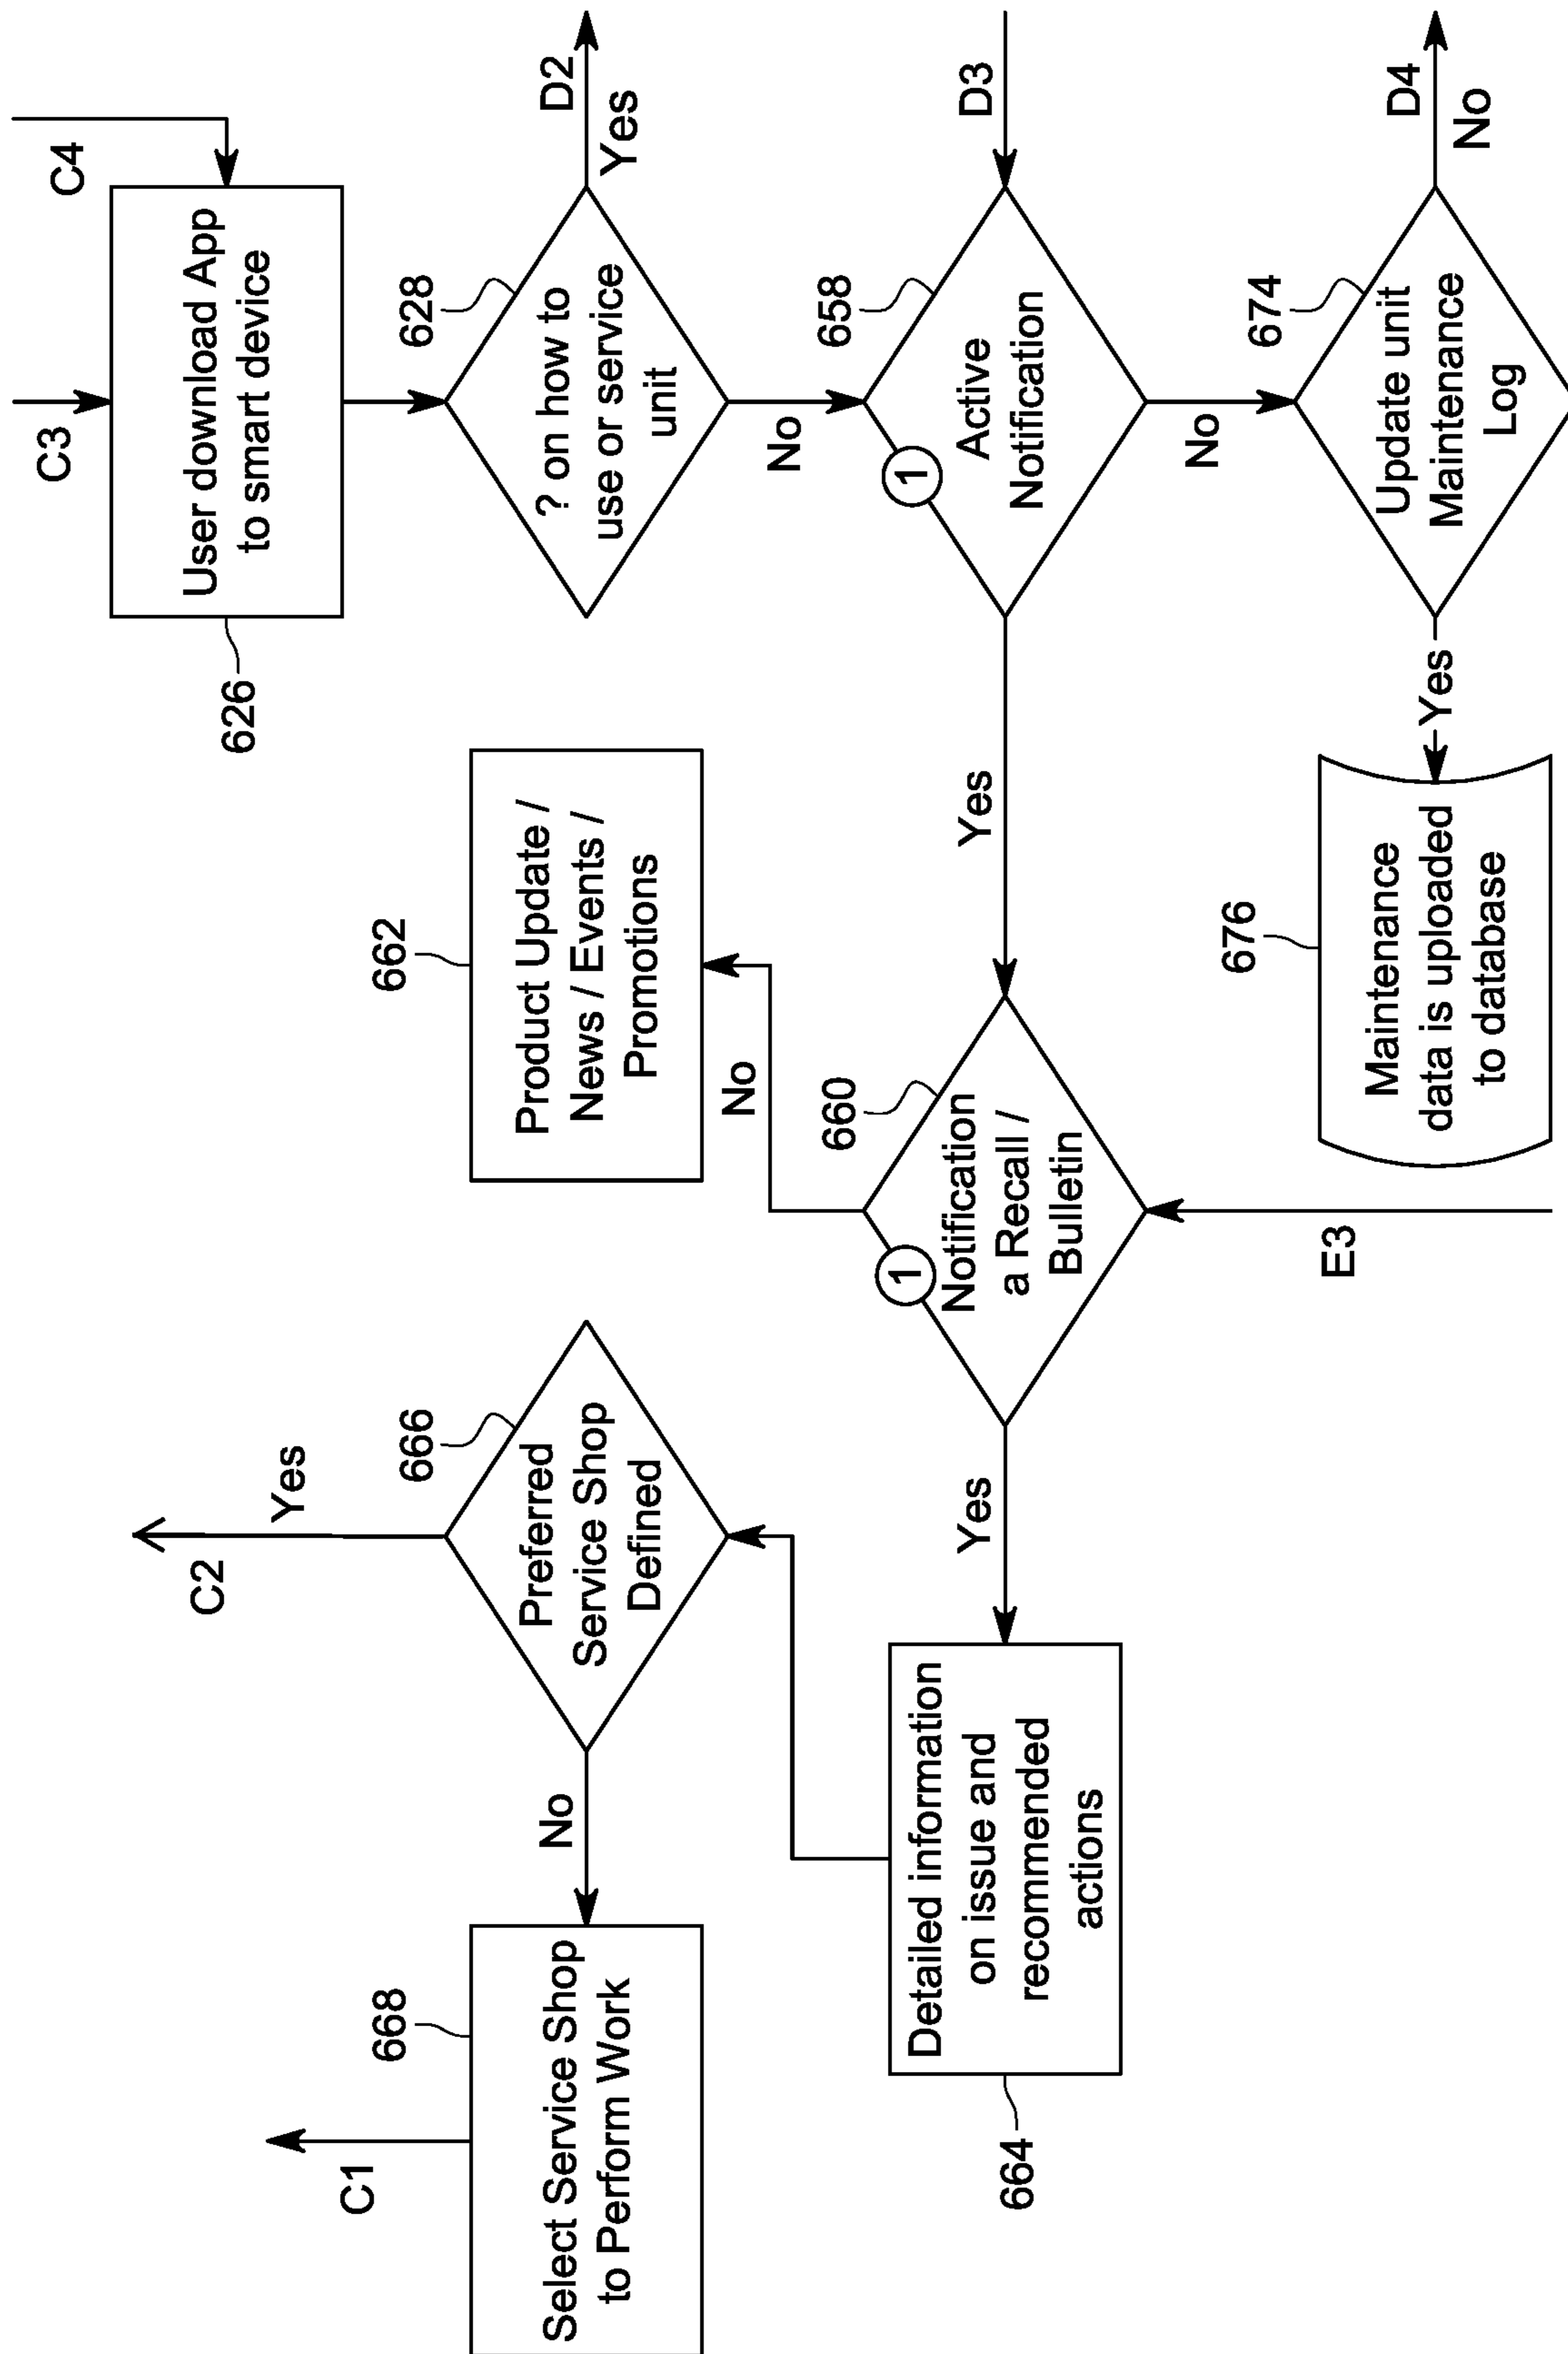 C3
C4
C2
Yes
User download App
to smart device
626
C1
668
666
662
628
Select Service Shop
to Perform Work
No
Preferred
Service Shop
Defined
Product Update /
News / Events /
Promotions
? on how to
use or service
unit
D2
Yes
No
No
660
658
Detailed information
on issue and
recommended
actions
664
Yes
1
Notification
a Recall /
Bulletin
Yes
1
Active
Notification
D3
No
674
676
E3
Maintenance
data is uploaded
to database
Yes
Update unit
Maintenance
Log
D4
No